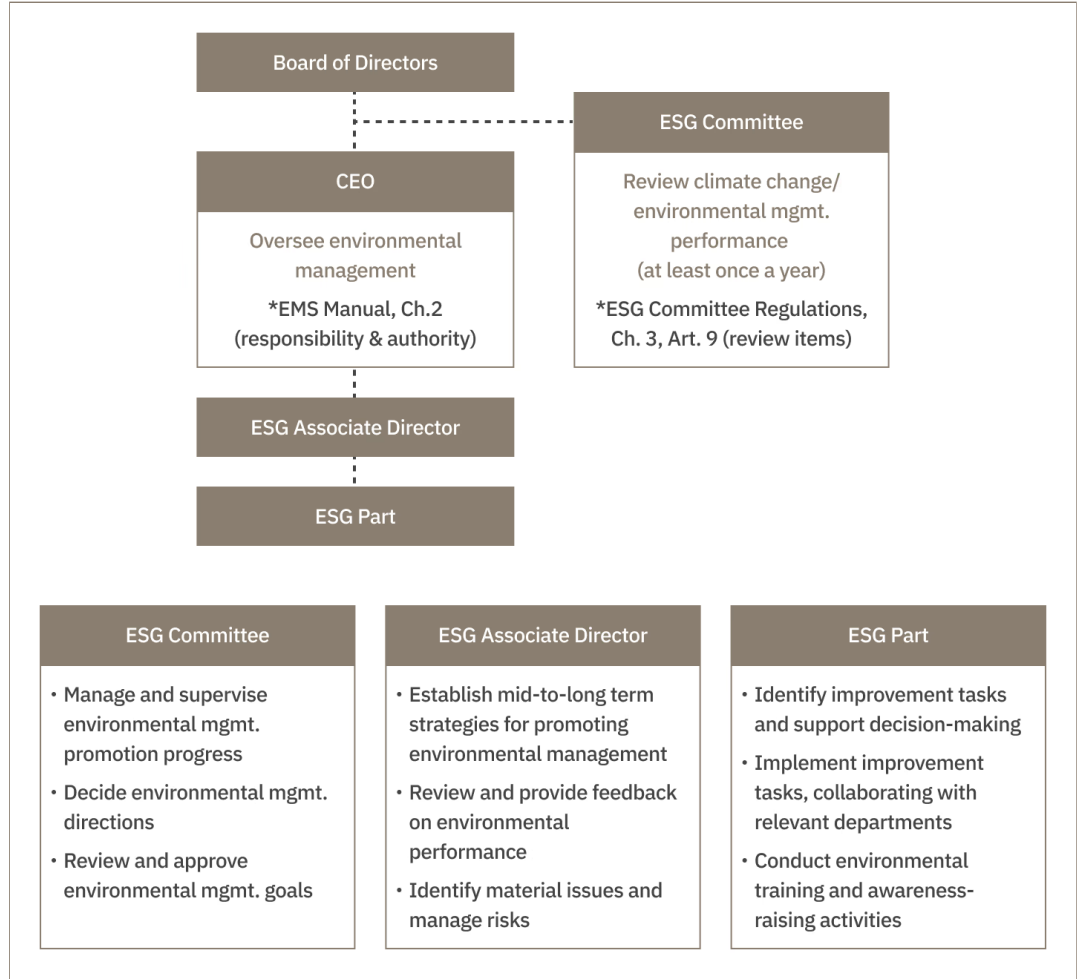 Board of Directors
ESG Committee
Review climate change/
environmental mgmt.
performance
(at least once a year)
*ESG Committee Regulations,
Ch. 3, Art. 9 (review items)
CEO
Oversee environmental
management
*EMS Manual, Ch.2
(responsibility & authority)
ESG Associate Director
ESG Part
ESG Committee
• Manage and supervise
environmental mgmt.
promotion progress
• Decide environmental mgmt.
directions
• Review and approve
environmental mgmt. goals
ESG Associate Director
• Establish mid-to-long term
strategies for promoting
environmental management
• Review and provide feedback
on environmental
performance
• Identify material issues and
manage risks
ESG Part
• Identify improvement tasks
and support decision-making
• Implement improvement
tasks, collaborating with
relevant departments
• Conduct environmental
training and awareness-
raising activities